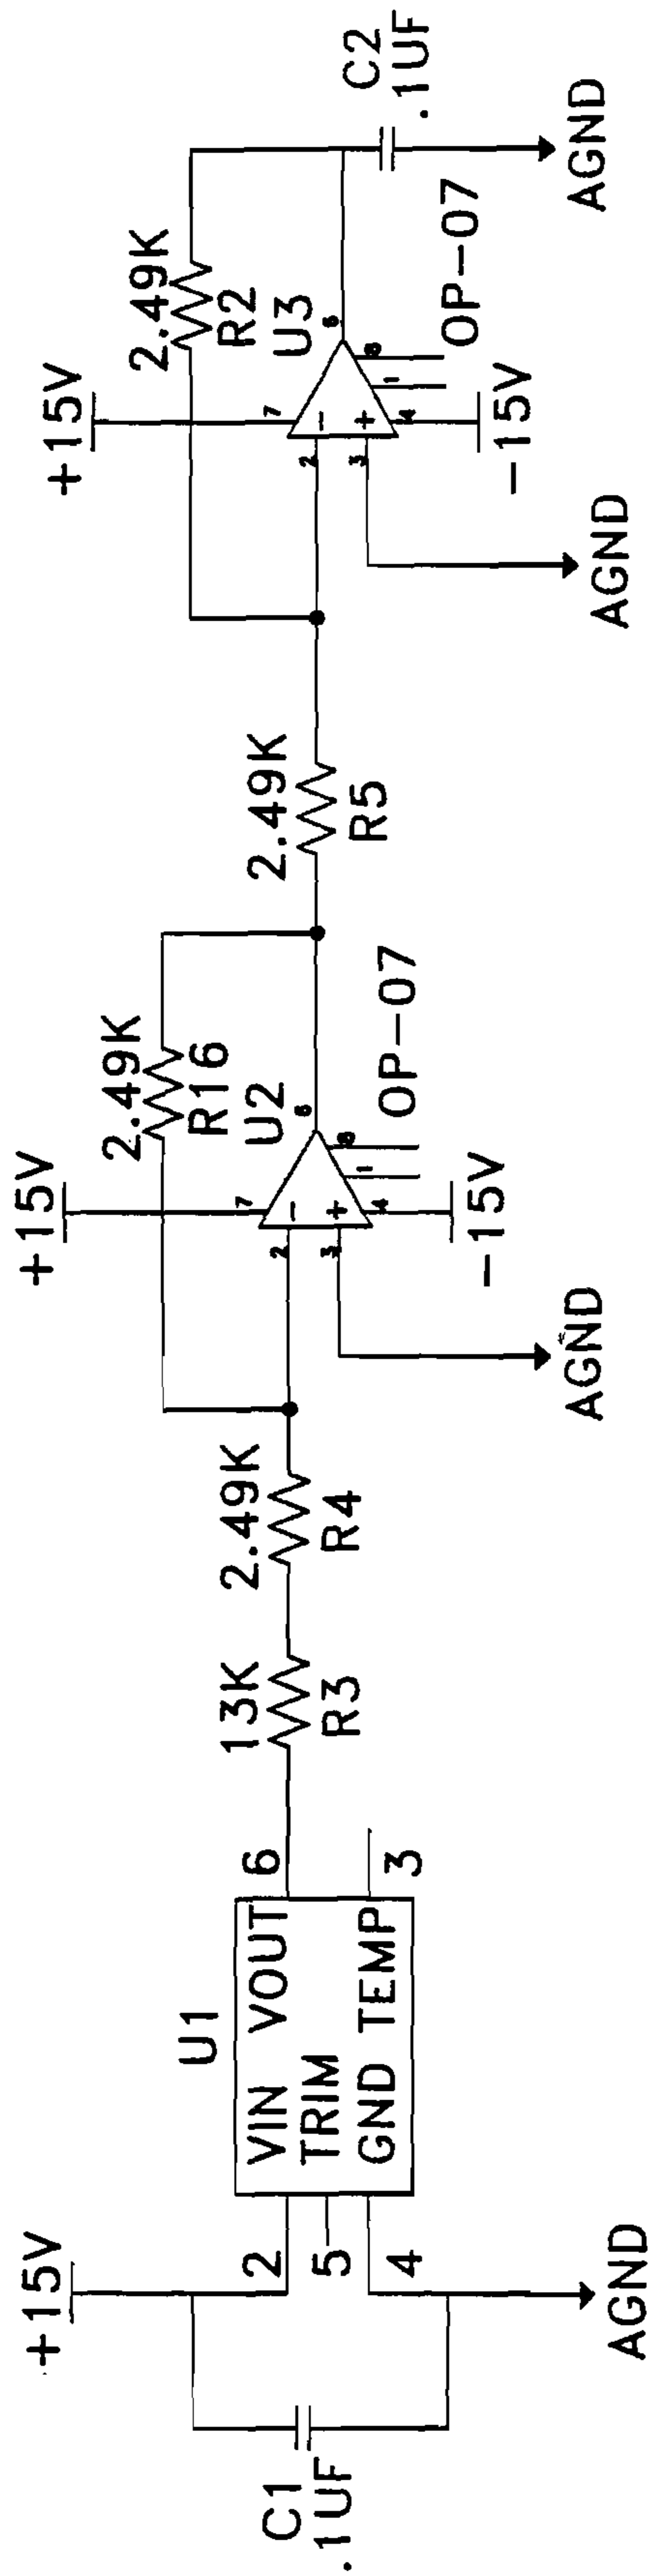 +15V
C1
.1UF
2
5
4
AGND
U1
VIN VOUT
TRIM
GND TEMP
6
3
13K
R3
2.49K
R4
2.49K
R16
+15V
U2
7
2
-
3
+
6
8
1
4
OP-07
-15V
AGND
2.49K
R5
2.49K
R2
+15V
U3
7
2
-
3
+
6
8
1
4
OP-07
-15V
AGND
C2
.1UF
AGND